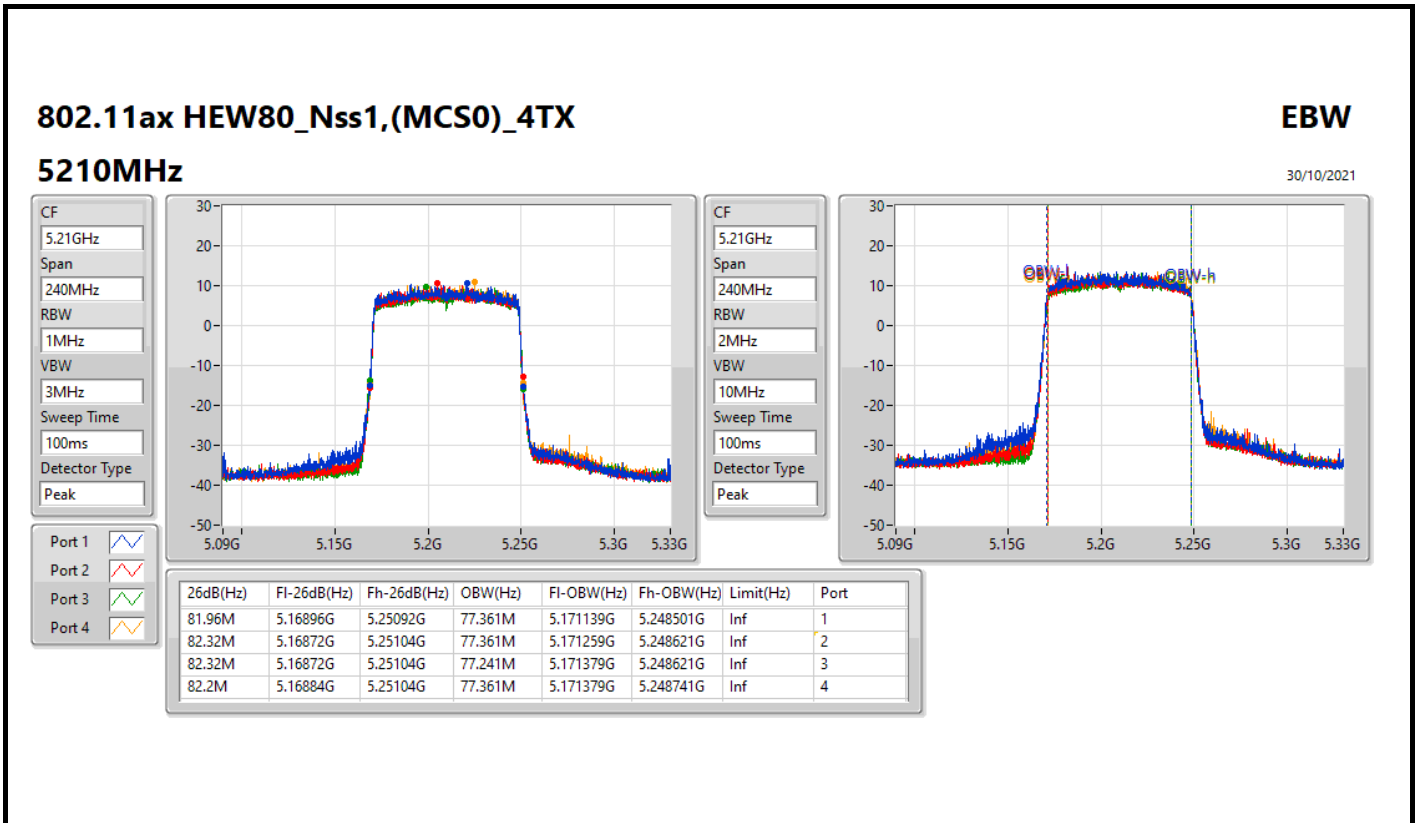 802.11ax HEW80_Nss1,(MCS0)_4TX
EBW
5210MHz
30/10/2021
CF
5.21GHz
Span
240MHz
RBW
1MHz
VBW
3MHz
Sweep Time
100ms
Detector Type
Peak
30
20
10
0
-10
-20
-30
-40
-50
5.09G 5.15G 5.2G 5.25G 5.3G 5.33G
CF
5.21GHz
Span
240MHz
RBW
2MHz
VBW
10MHz
Sweep Time
100ms
Detector Type
Peak
30
20
10
0
-10
-20
-30
-40
-50
OBW-l OBW-h
5.09G 5.15G 5.2G 5.25G 5.3G 5.33G
Port 1
Port 2
Port 3
Port 4
26dB(Hz) Fl-26dB(Hz) Fh-26dB(Hz) OBW(Hz) Fl-OBW(Hz) Fh-OBW(Hz) Limit(Hz) Port
81.96M 5.16896G 5.25092G 77.361M 5.171139G 5.248501G Inf 1
82.32M 5.16872G 5.25104G 77.361M 5.171259G 5.248621G Inf 2
82.32M 5.16872G 5.25104G 77.241M 5.171379G 5.248621G Inf 3
82.2M 5.16884G 5.25104G 77.361M 5.171379G 5.248741G Inf 4